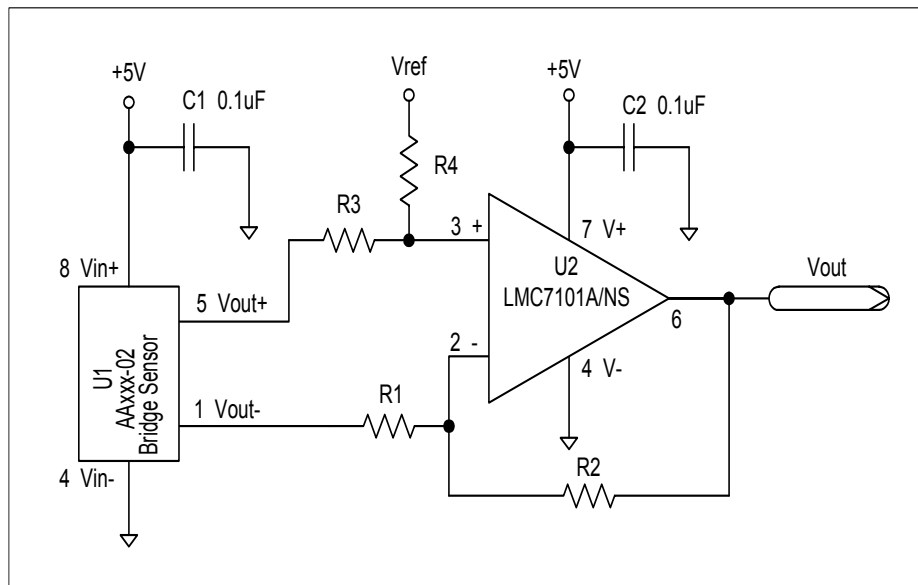 +5V
C1 0.1uF
Vref
+5V
C2 0.1uF
R4
R3
3 +
7 V+
U2
LMC7101A/NS
Vout
6
8 Vin+
5 Vout+
U1
AAxxx-02
Bridge Sensor
2 -
4 V-
1 Vout-
R1
R2
4 Vin-